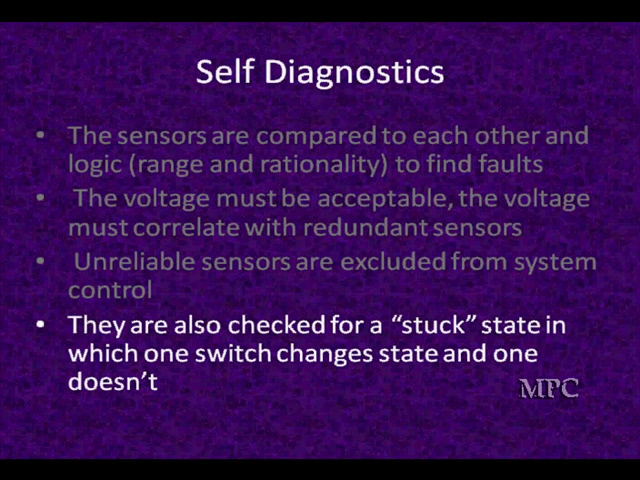 Self Diagnostics
• The sensors are compared to each other and
logic (range and rationality) to find faults
• The voltage must be acceptable, the voltage
must correlate with redundant sensors
• Unreliable sensors are excluded from system
control
• They are also checked for a “stuck” state in
which one switch changes state and one
doesn’t
MPC